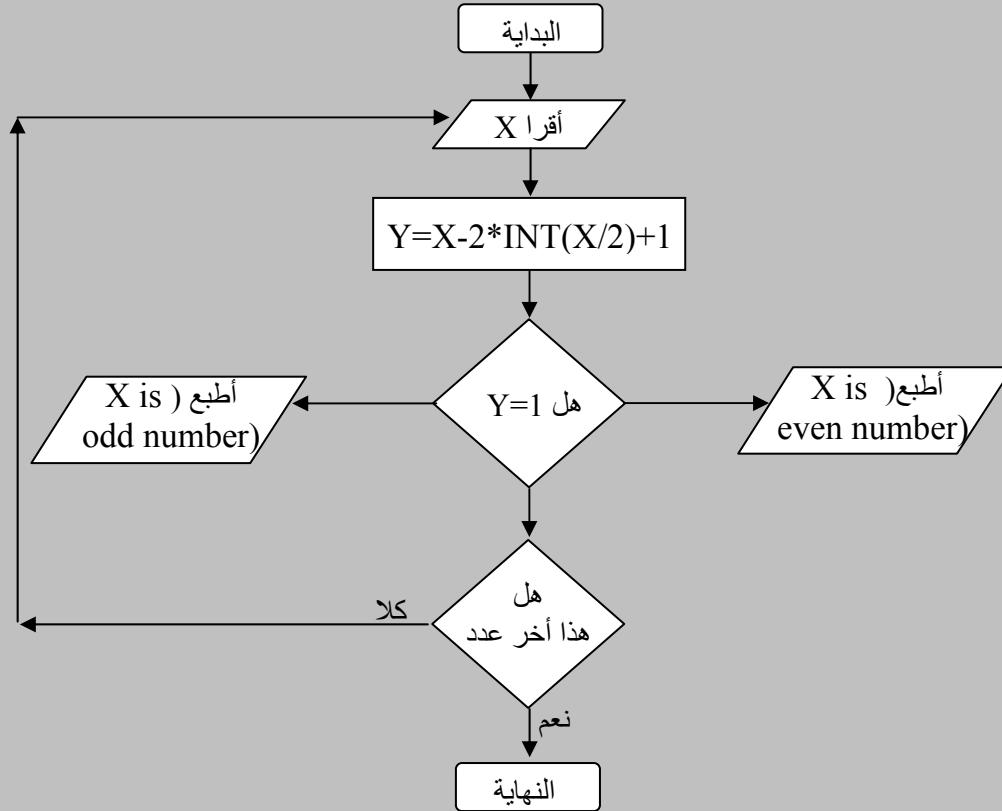 البداية
أقرا X
Y=X-2*INT(X/2)+1
هل Y=1
أطبع ( X is
odd number)
أطبع( X is
even number)
هل
هذا أخر عدد
كلا
نعم
النهاية